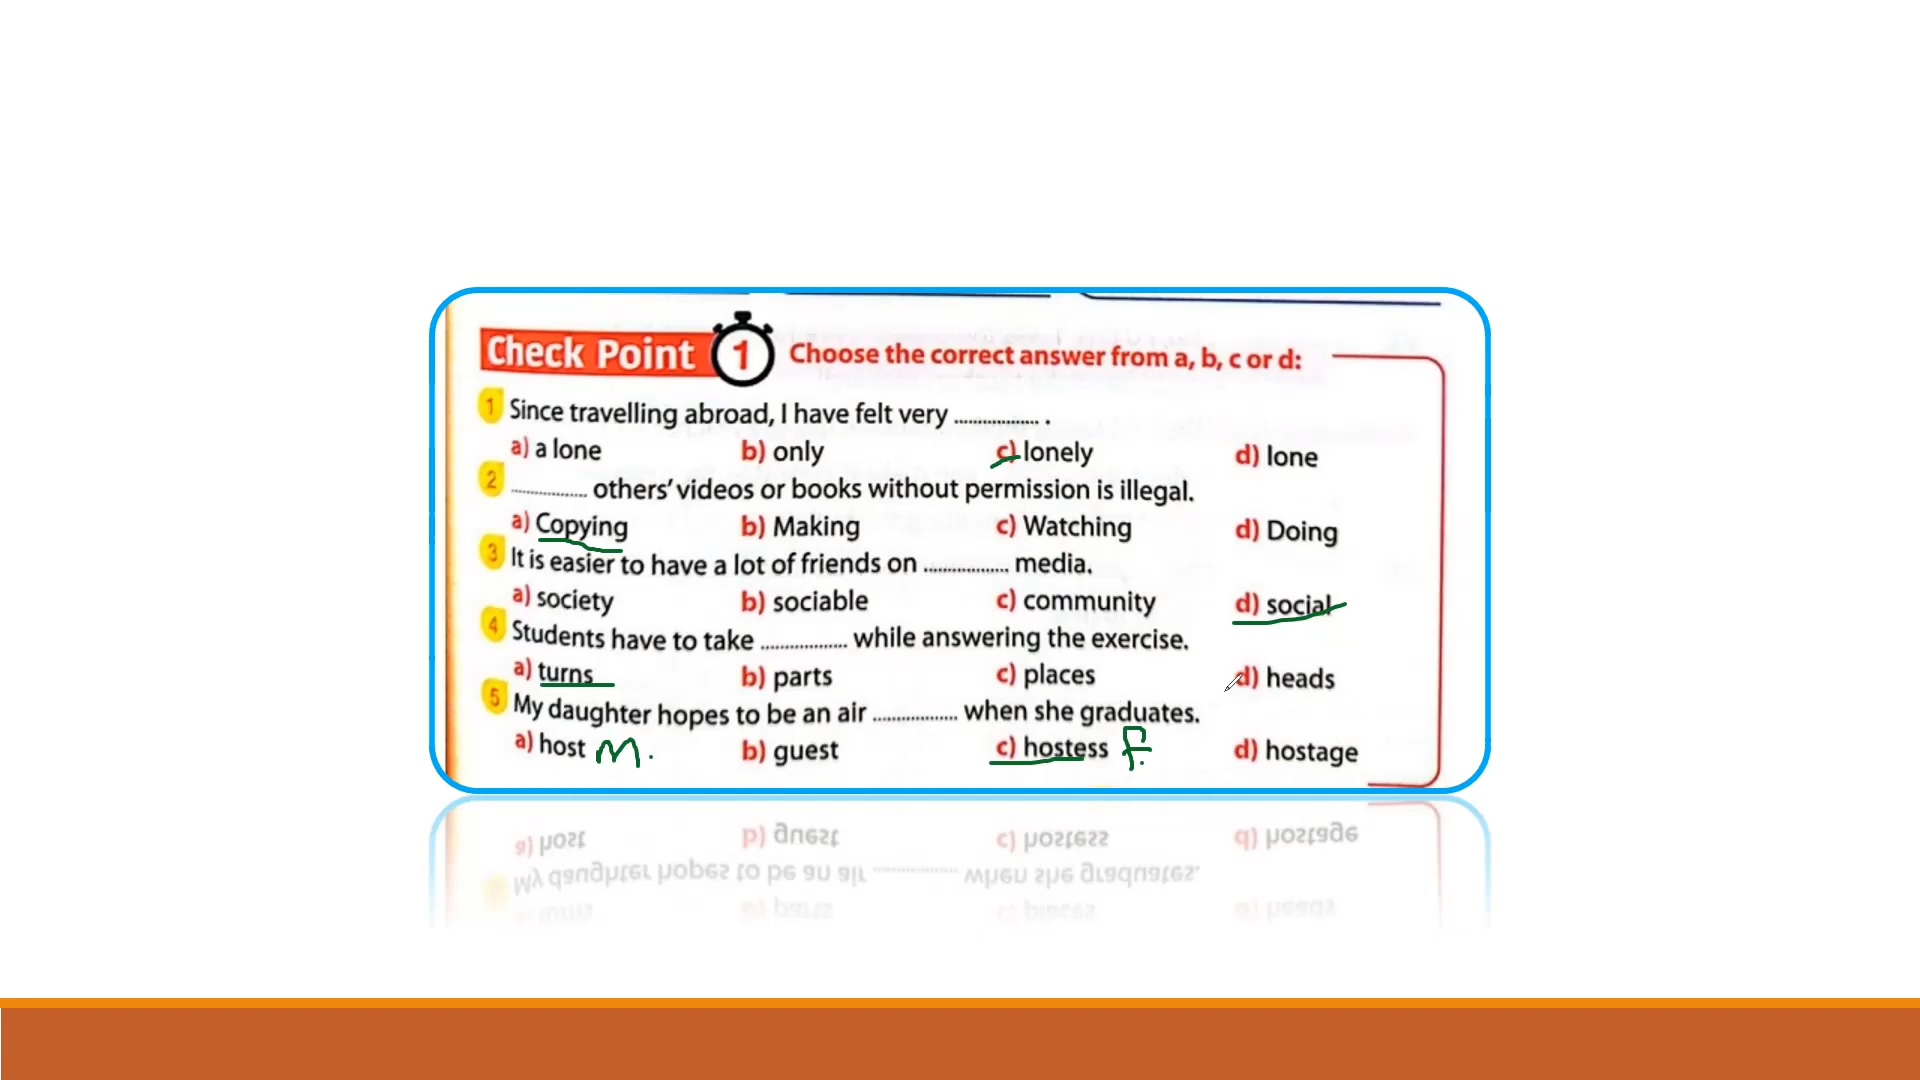 Check Point 1 Choose the correct answer from a, b, c or d:
1 Since travelling abroad, I have felt very ................ .
a) a lone b) only c) lonely d) lone
2 ................ others' videos or books without permission is illegal.
a) Copying b) Making c) Watching d) Doing
3 It is easier to have a lot of friends on ................ media.
a) society b) sociable c) community d) social
4 Students have to take ................ while answering the exercise.
a) turns b) parts c) places d) heads
5 My daughter hopes to be an air ................ when she graduates.
a) host m. b) guest c) hostess F. d) hostage